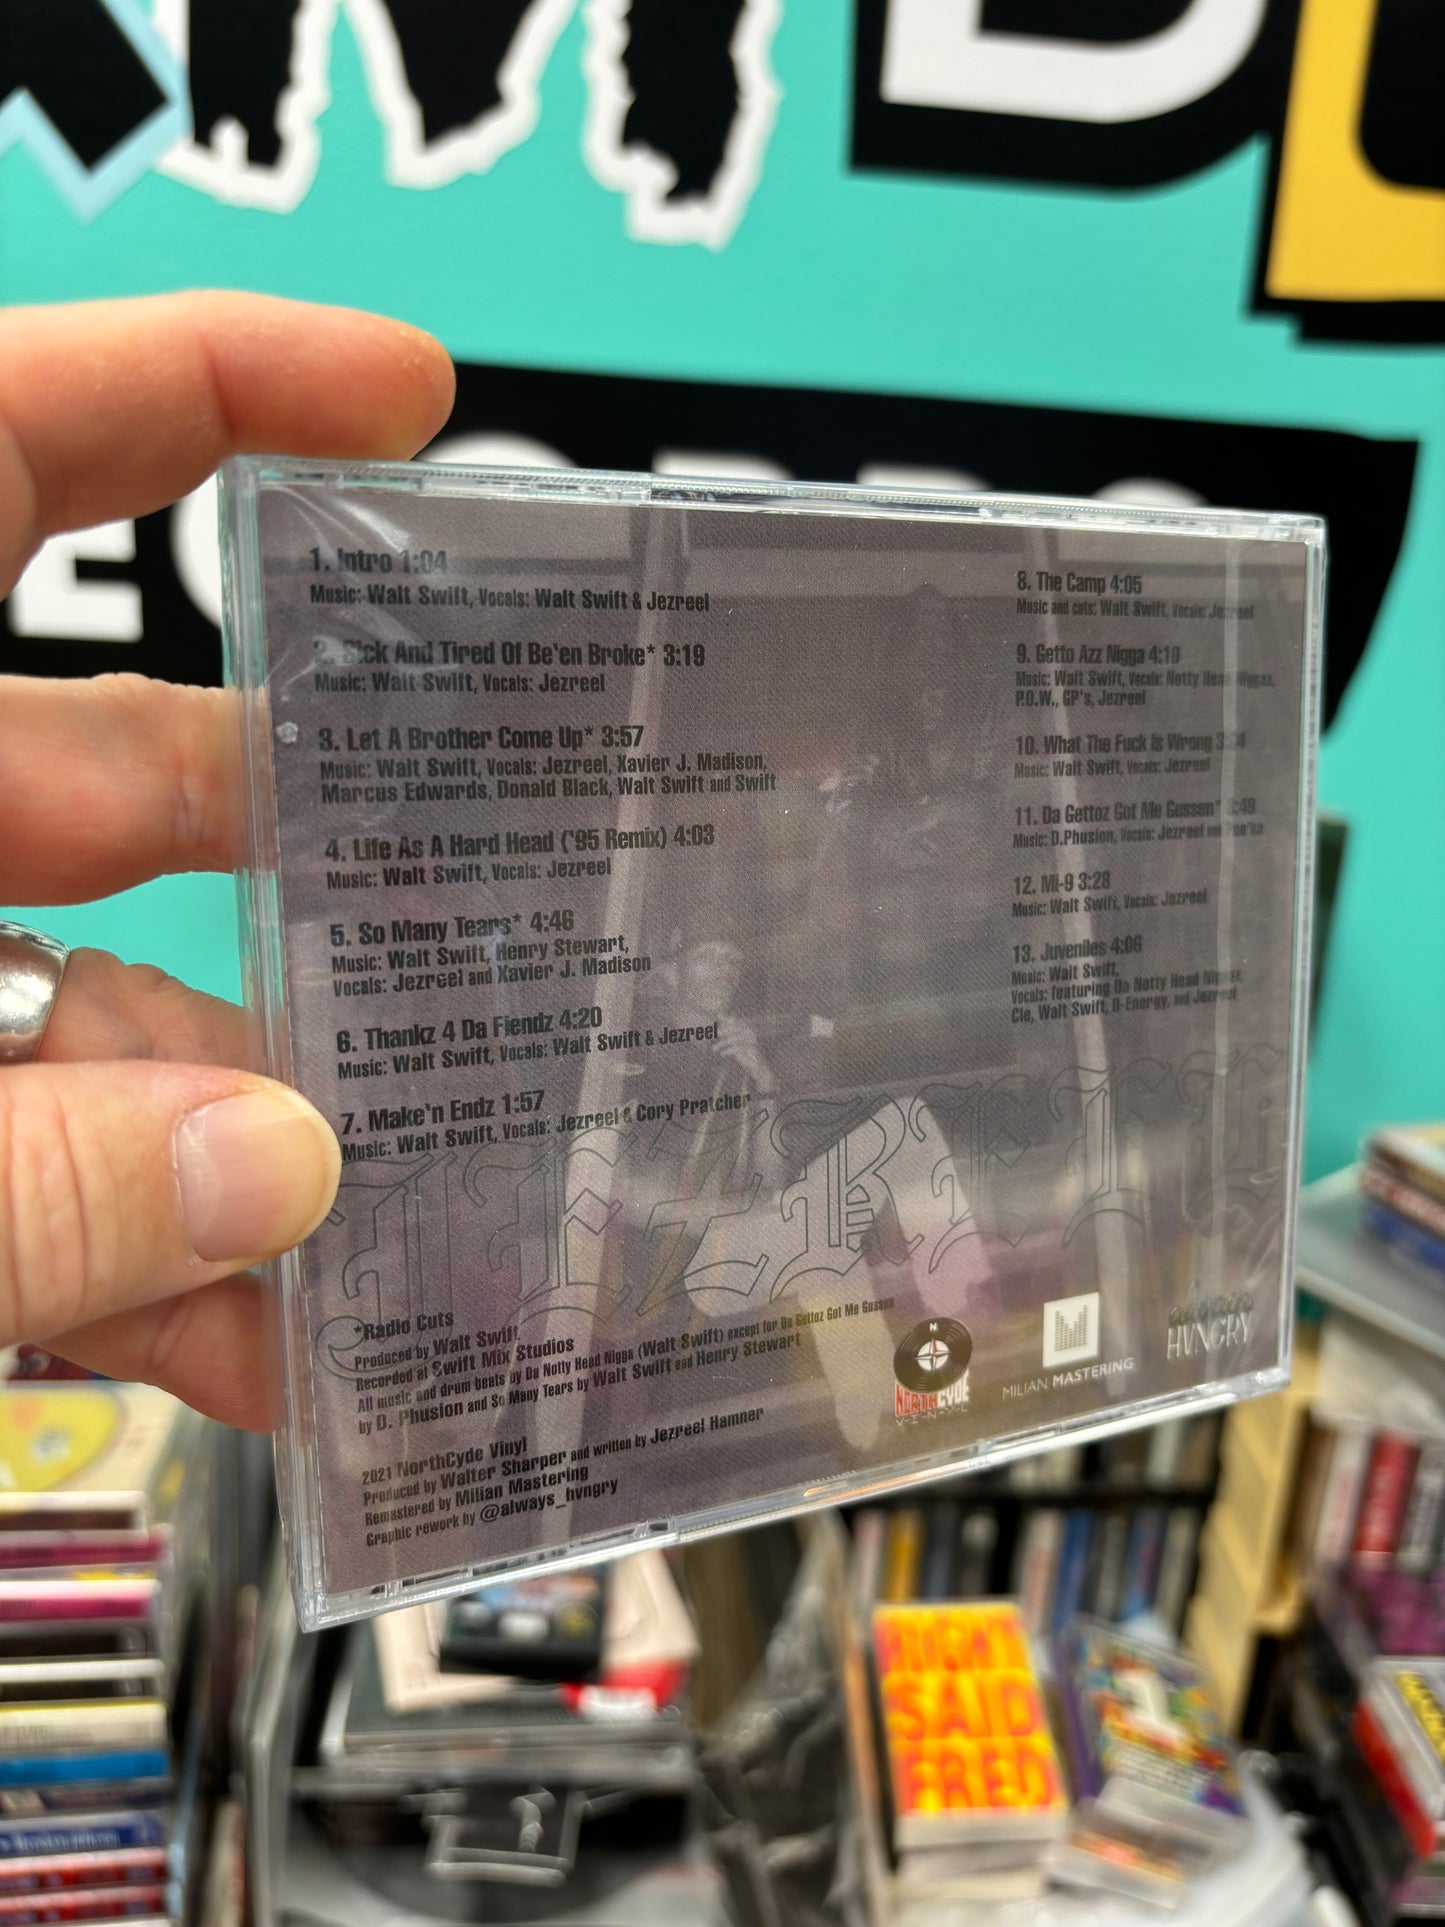 1. Intro 1:04
Music: Walt Swift, Vocals: Walt Swift & Jezreel
2. Sick And Tired Of Be'en Broke* 3:19
Music: Walt Swift, Vocals: Jezreel
3. Let A Brother Come Up* 3:57
Music: Walt Swift, Vocals: Jezreel, Xavier J. Madison,
Marcus Edwards, Donald Black, Walt Swift and Swift
4. Life As A Hard Head ('95 Remix) 4:03
Music: Walt Swift, Vocals: Jezreel
5. So Many Tears* 4:46
Music: Walt Swift, Henry Stewart,
Vocals: Jezreel and Xavier J. Madison
6. Thankz 4 Da Fiendz 4:20
Music: Walt Swift, Vocals: Walt Swift & Jezreel
7. Make'n Endz 1:57
Music: Walt Swift, Vocals: Jezreel & Cory Pratcher
8. The Camp 4:05
Music and cuts: Walt Swift, Vocals: Jezreel
9. Getto Azz Nigga 4:10
Music: Walt Swift, Vocals: Notty Head Niggaz,
P.O.W., GP's, Jezreel
10. What The Fuck Is Wrong
Music: Walt Swift, Vocals: Jezreel
11. Da Gettoz Got Me Gussen* 3:49
Music: D.Phusion, Vocals: Jezreel and Pee'ka
12. Mi-9 3:28
Music: Walt Swift, Vocals: Jezreel
13. Juveniles 4:06
Music: Walt Swift,
Vocals: featuring Da Notty Head Niggaz,
Cle, Walt Swift, D-Energy, and Jezreel
JEZREEL
*Radio Cuts
Produced by Walt Swift
Recorded at Swift Mix Studios
All music and drum beats by Da Notty Head Nigga (Walt Swift) except for Da Gettoz Got Me Gussen
by D. Phusion and So Many Tears by Walt Swift and Henry Stewart
2021 NorthCyde Vinyl
Produced by Walter Sharper and written by Jezreel Hamner
Remastered by Milian Mastering
Graphic rework by @always_hvngry
N
NORTHCYDE
V-I-N-Y-L
MILIAN MASTERING
always
HVNGRY
RIGHT
SAID
FRED